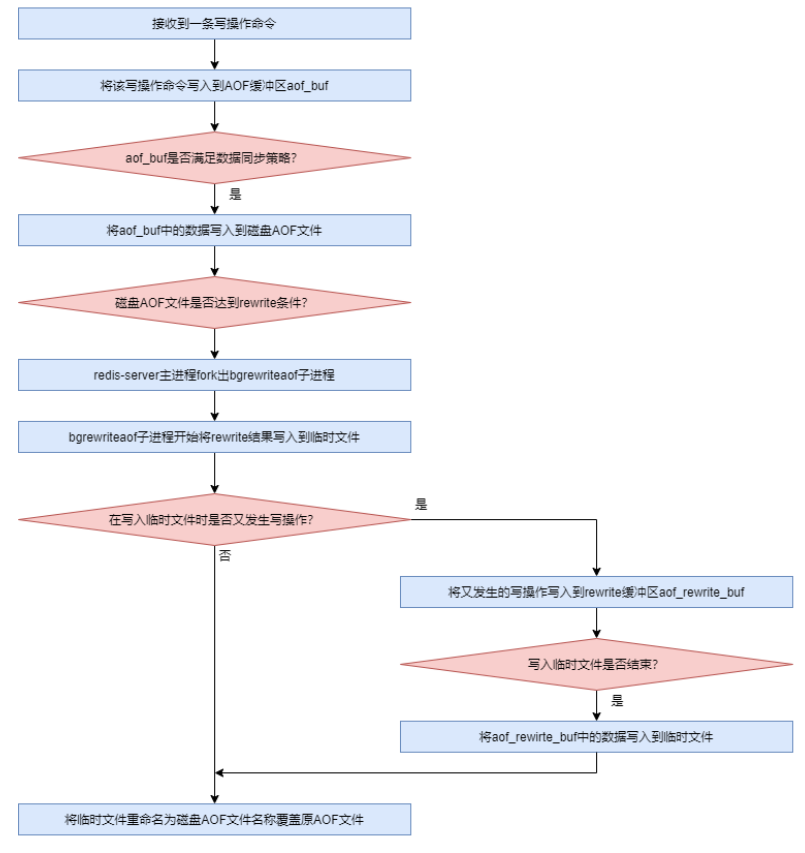 接收到一条写操作命令
将该写操作命令写入到AOF缓冲区aof_buf
aof_buf是否满足数据同步策略?
是
将aof_buf中的数据写入到磁盘AOF文件
磁盘AOF文件是否达到rewrite条件?
redis-server主进程fork出bgrewriteaof子进程
bgrewriteaof子进程开始将rewrite结果写入到临时文件
在写入临时文件时是否又发生写操作?
是
否
将又发生的写操作写入到rewrite缓冲区aof_rewrite_buf
写入临时文件是否结束?
是
将aof_rewirte_buf中的数据写入到临时文件
将临时文件重命名为磁盘AOF文件名称覆盖原AOF文件